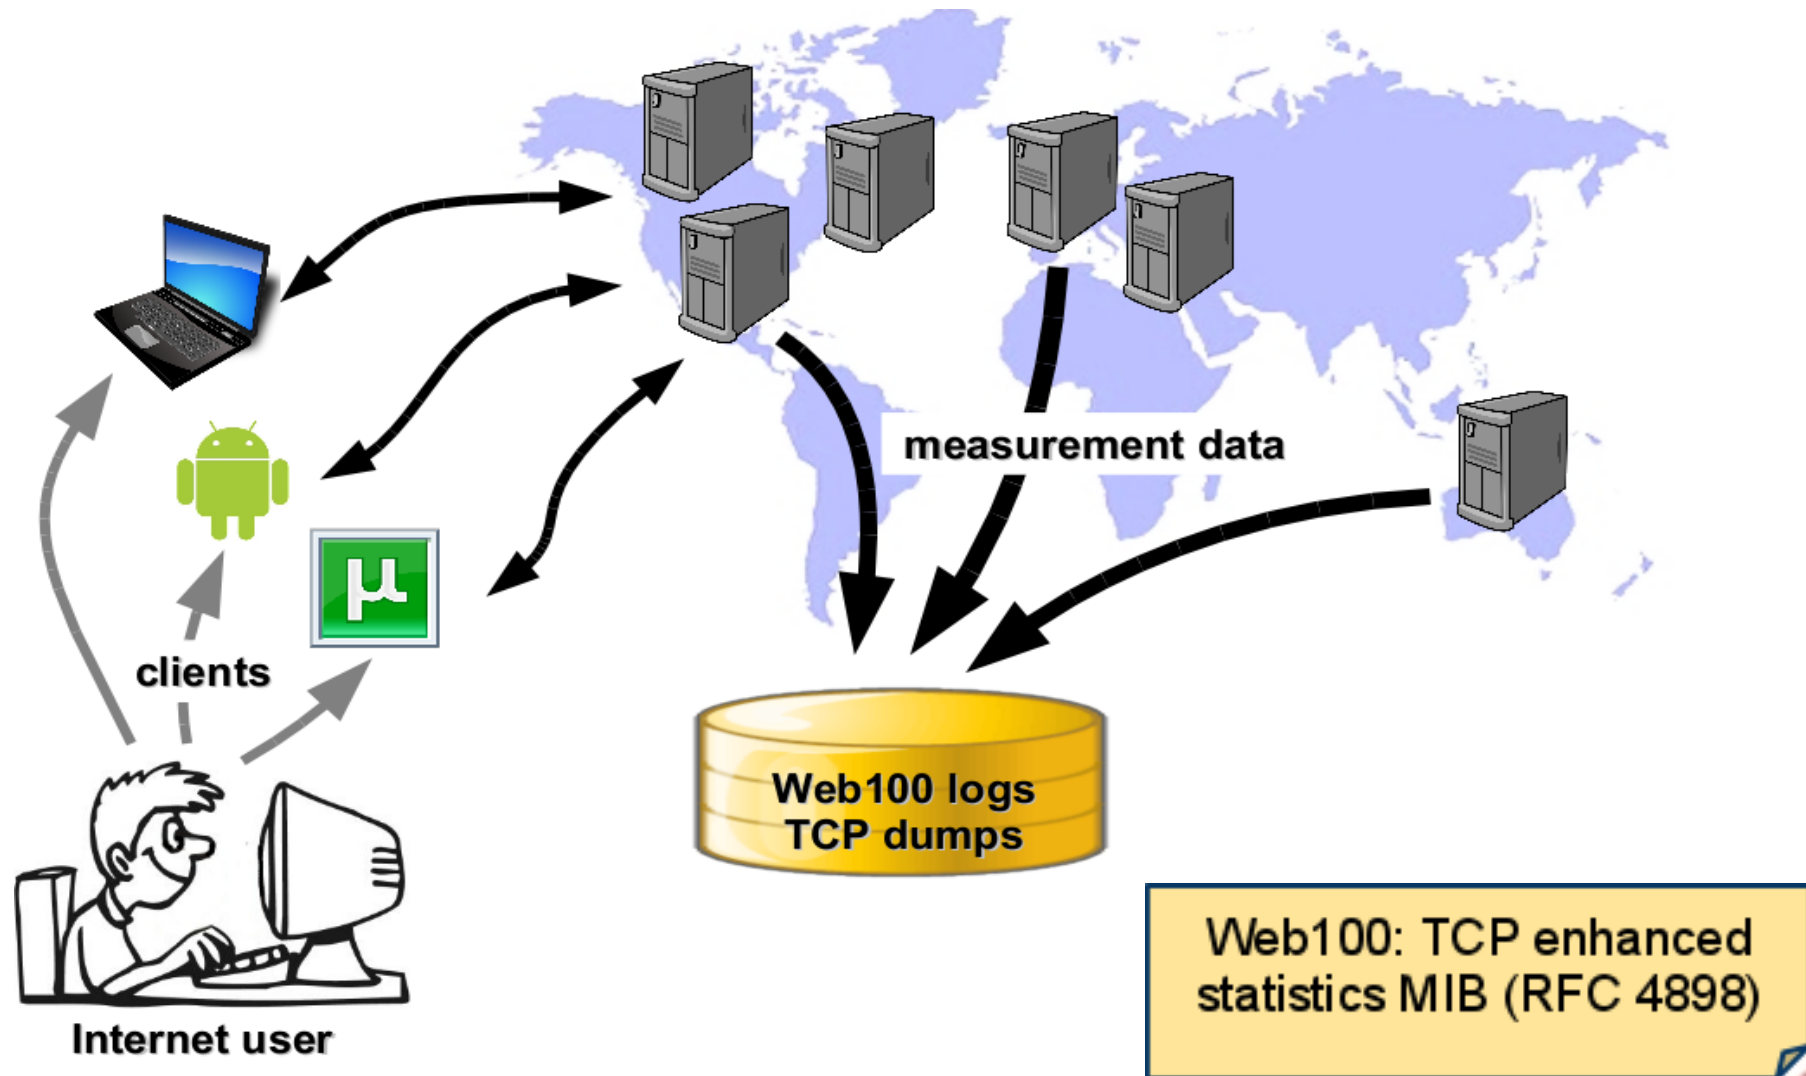 measurement data
µ
clients
Web100 logs
TCP dumps
Internet user
Web100: TCP enhanced
statistics MIB (RFC 4898)